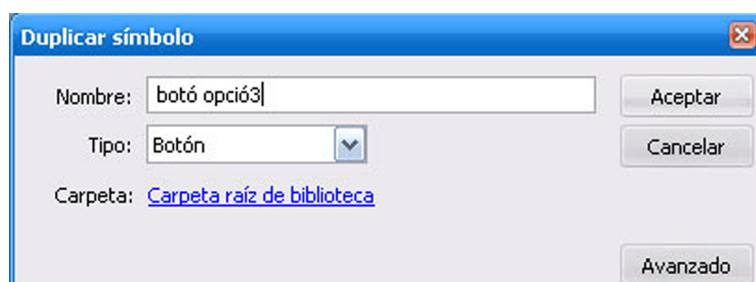 Duplicar símbolo
Nombre: botó opció3 Aceptar
Tipo: Botón Cancelar
Carpeta: Carpeta raíz de biblioteca
Avanzado